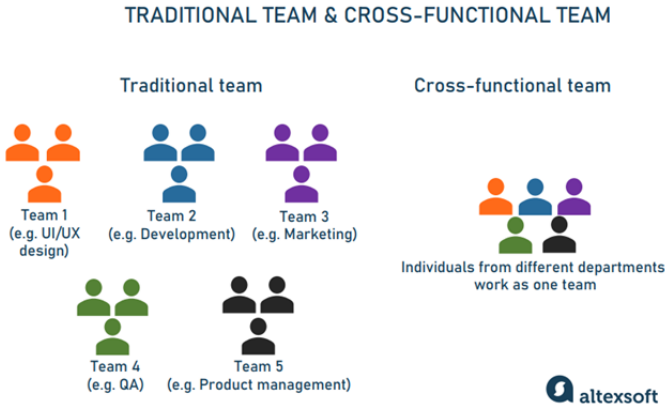 TRADITIONAL TEAM & CROSS-FUNCTIONAL TEAM
Traditional team
Cross-functional team
Team 1
(e.g. UI/UX
design)
Team 2
(e.g. Development)
Team 3
(e.g. Marketing)
Individuals from different departments
work as one team
Team 4
(e.g. QA)
Team 5
(e.g. Product management)
altexsoft